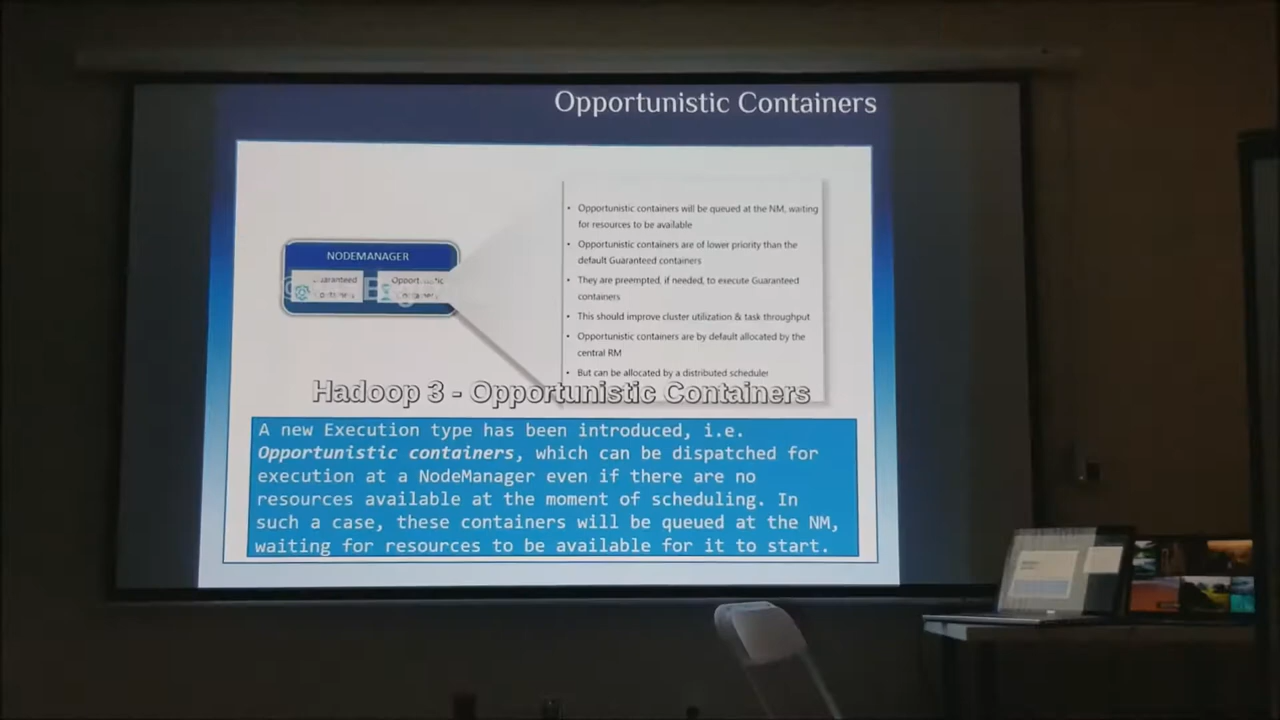 Opportunistic Containers
• Opportunistic containers will be queued at the NM, waiting
for resources to be available
• Opportunistic containers are of lower priority than the
default Guaranteed containers
• They are preempted, if needed, to execute Guaranteed
containers
• This should improve cluster utilization & task throughput
• Opportunistic containers are by default allocated by the
central RM
• But can be allocated by a distributed scheduler
NODEMANAGER
Hadoop 3 - Opportunistic Containers
A new Execution type has been introduced, i.e.
Opportunistic containers, which can be dispatched for
execution at a NodeManager even if there are no
resources available at the moment of scheduling. In
such a case, these containers will be queued at the NM,
waiting for resources to be available for it to start.